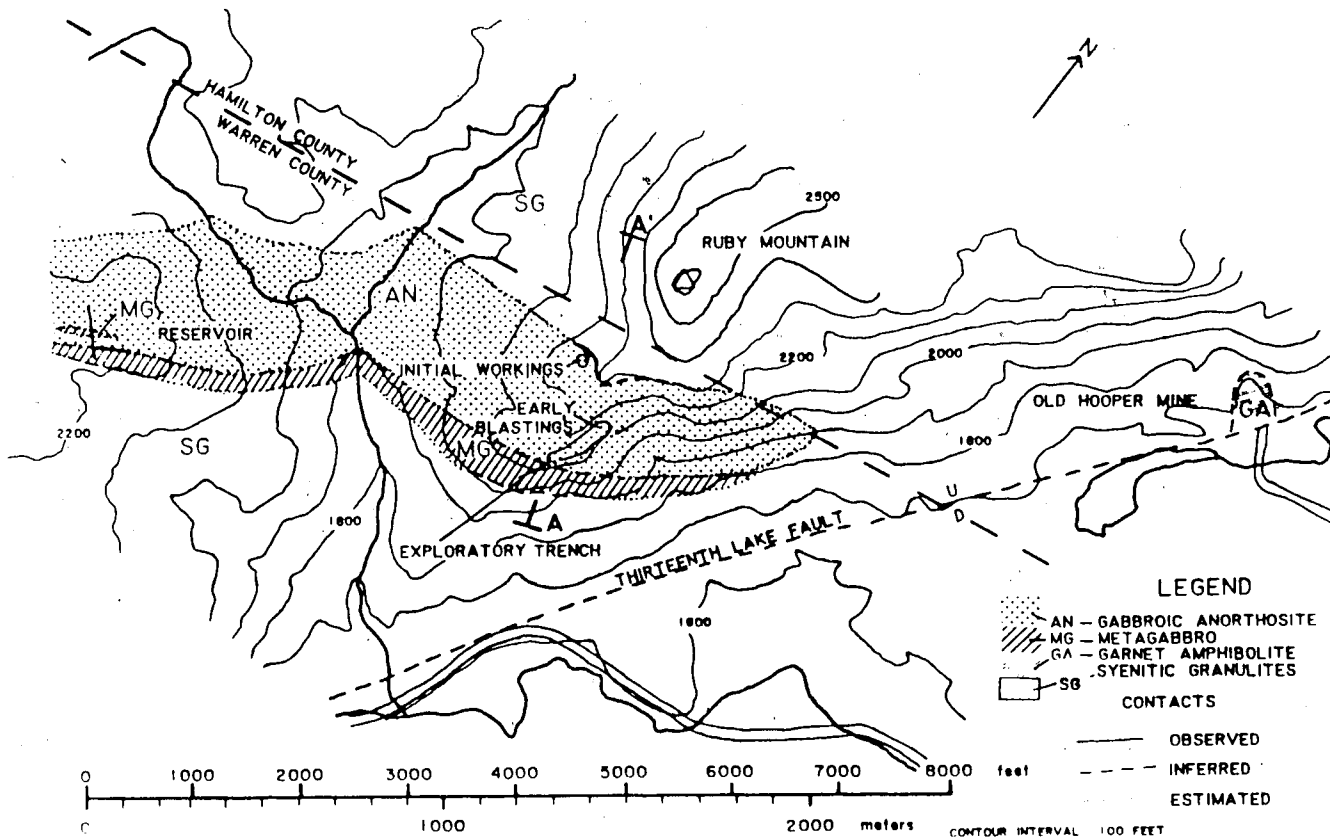 N
HAMILTON COUNTY
WARREN COUNTY
SG
A'
2500
RUBY MOUNTAIN
AN
MG
RESERVOIR
INITIAL WORKINGS
2200
2000
EARLY
BLASTINGS
OLD HOOPER MINE
GA
2200
SG
MG
1800
1800
U
D
A
EXPLORATORY TRENCH
THIRTEENTH LAKE FAULT
1600
LEGEND
AN – GABBROIC ANORTHOSITE
MG – METAGABBRO
GA – GARNET AMPHIBOLITE
SG SYENITIC GRANULITES
CONTACTS
OBSERVED
INFERRED
ESTIMATED
0 1000 2000 3000 4000 5000 6000 7000 8000 feet
0 1000 2000 meters
CONTOUR INTERVAL 100 FEET